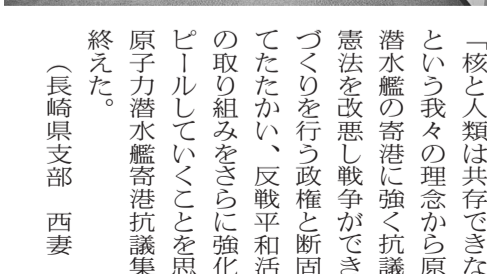 「核と人類は共存できな
という我々の理念から原
潜水艦の寄港に強く抗議
憲法を改悪し戦争ができ
づくりを行う政権と断固
てたたかい、反戦平和活
の取り組みをさらに強化
ピールしていくことを思
原子力潜水艦寄港抗議集
終えた。
（長崎県支部　西妻